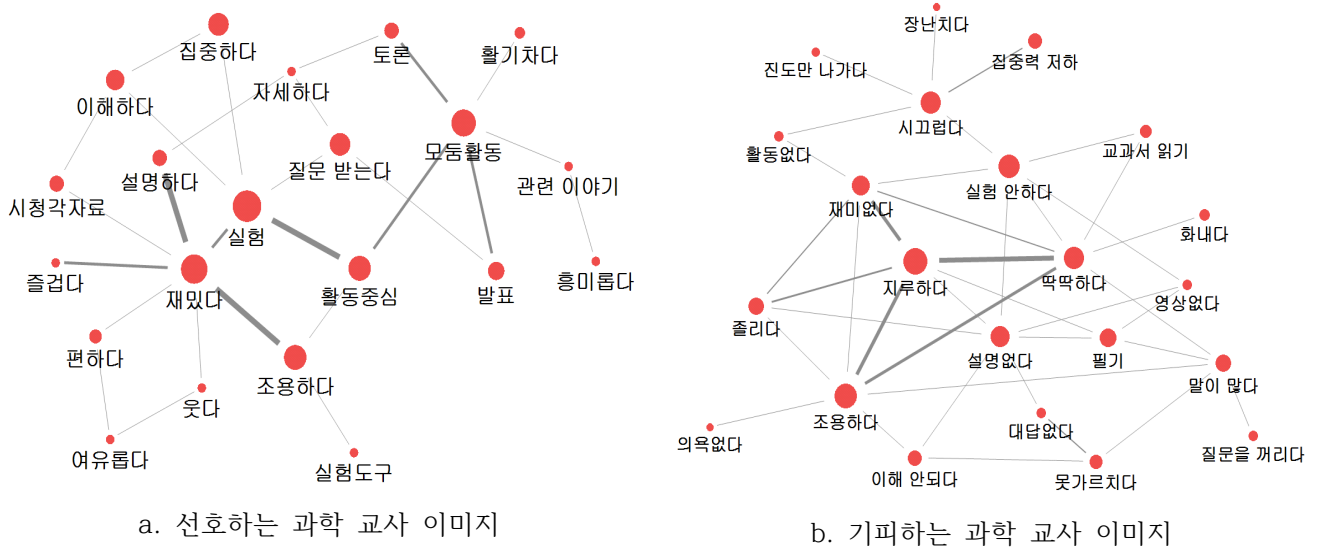 집중하다
토론
활기차다
이해하다
자세하다
모둠활동
설명하다
질문 받는다
관련 이야기
시청각자료
실험
즐겁다
재밌다
활동중심
발표
흥미롭다
편하다
조용하다
웃다
여유롭다
실험도구
a. 선호하는 과학 교사 이미지
장난치다
진도만 나가다
집중력 저하
시끄럽다
활동없다
교과서 읽기
실험 안하다
재미없다
화내다
지루하다
딱딱하다
영상없다
졸리다
설명없다
필기
말이 많다
조용하다
대답없다
의욕없다
질문을 꺼리다
이해 안되다
못가르치다
b. 기피하는 과학 교사 이미지